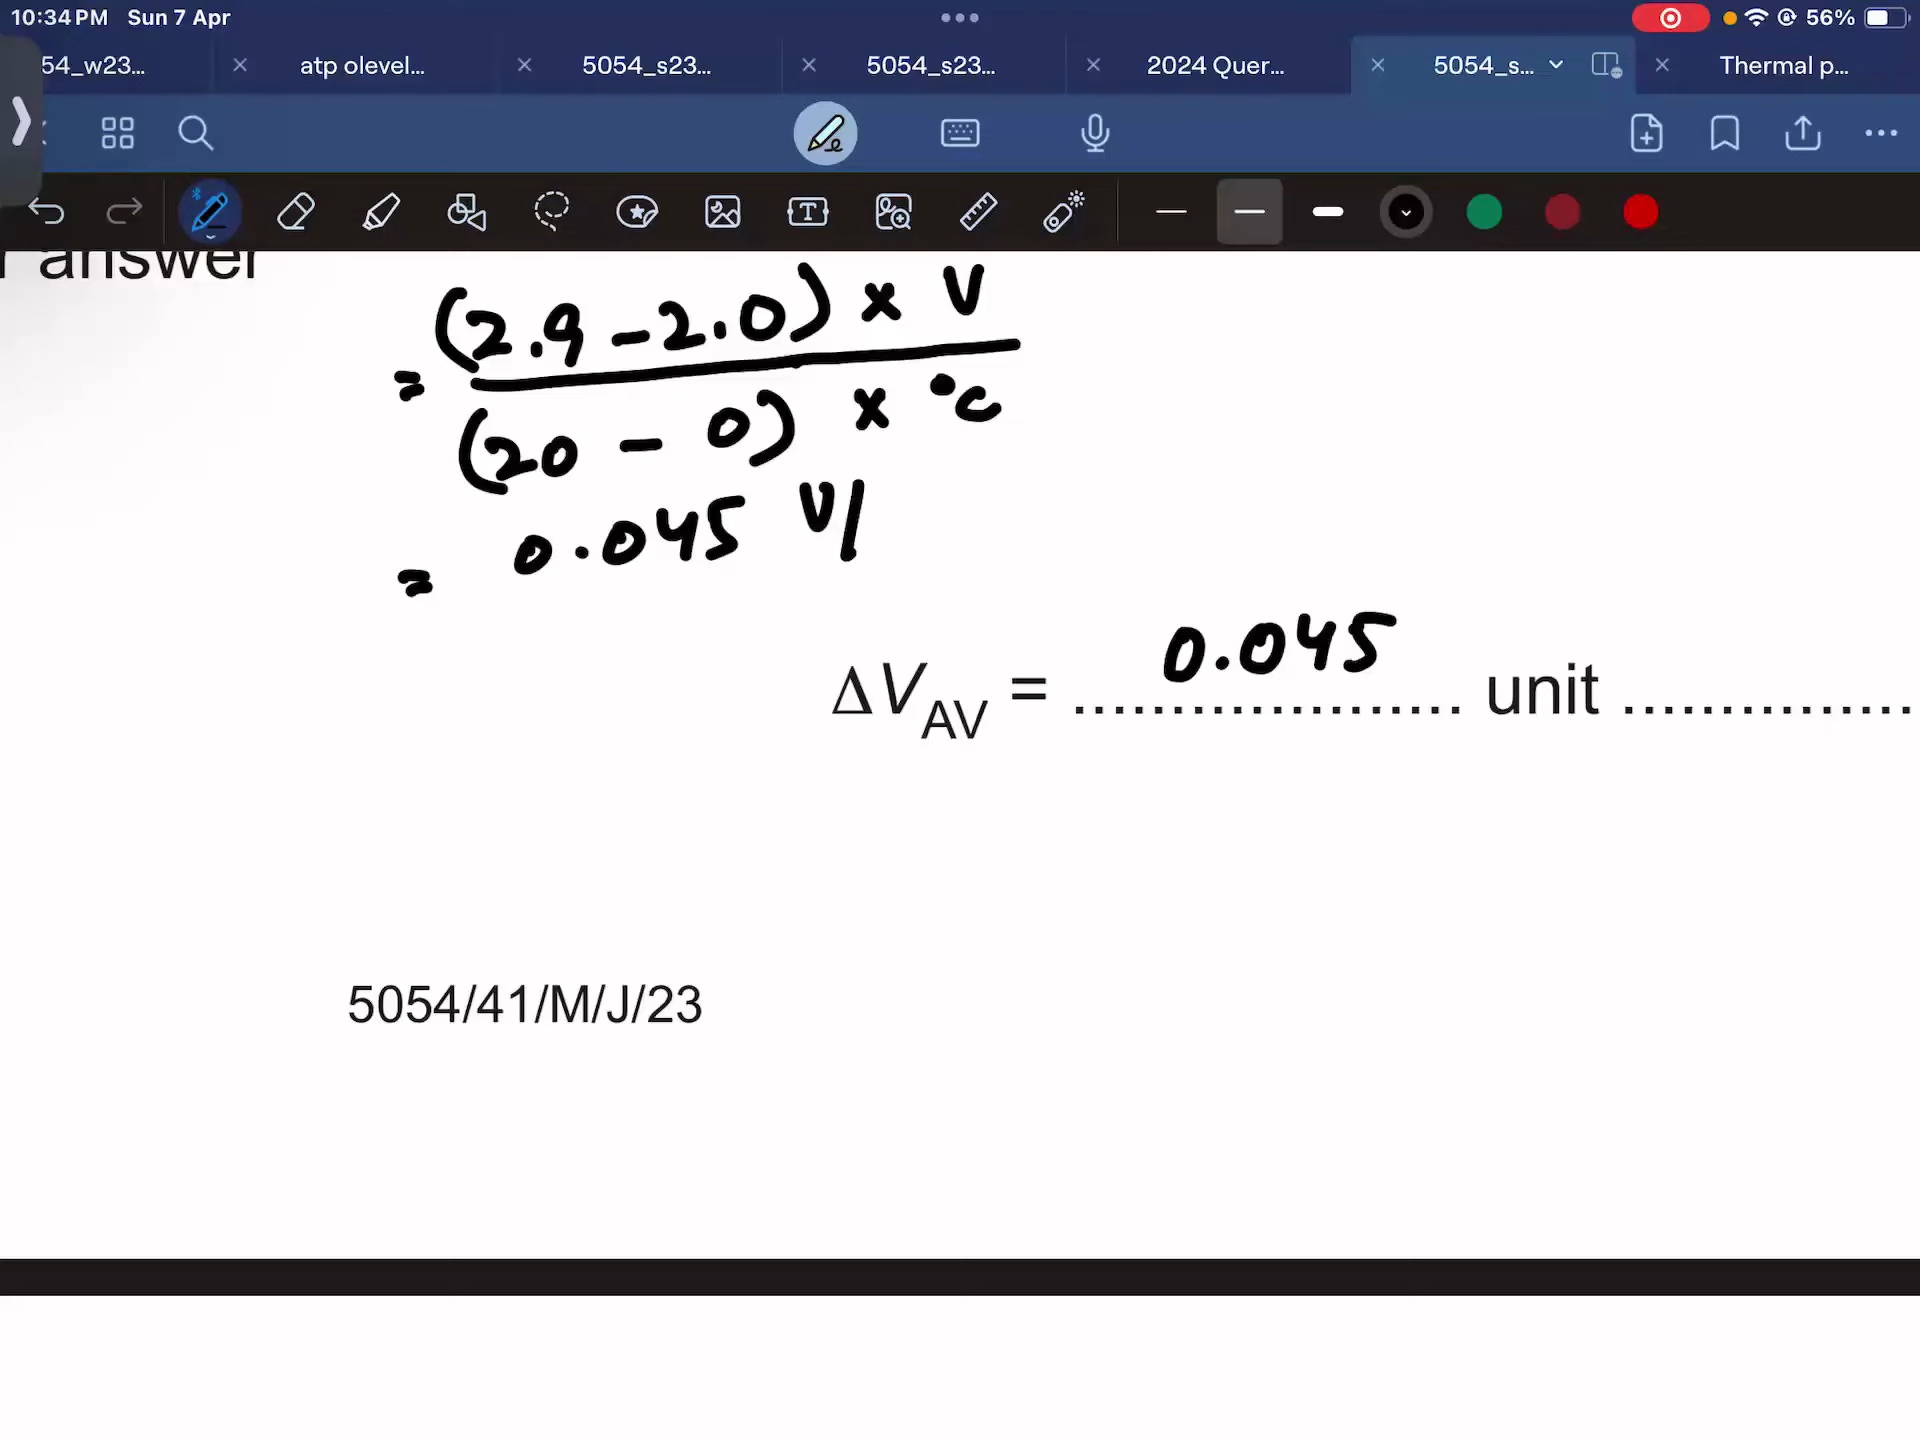 10:34 PM Sun 7 Apr 56%
54_w23... atp olevel... 5054_s23... 5054_s23... 2024 Quer... 5054_s... Thermal p...
answer
= (2.9 - 2.0) x V
(20 - 0) x °C
= 0.045 V/
ΔV_AV = 0.045 unit ...............
5054/41/M/J/23